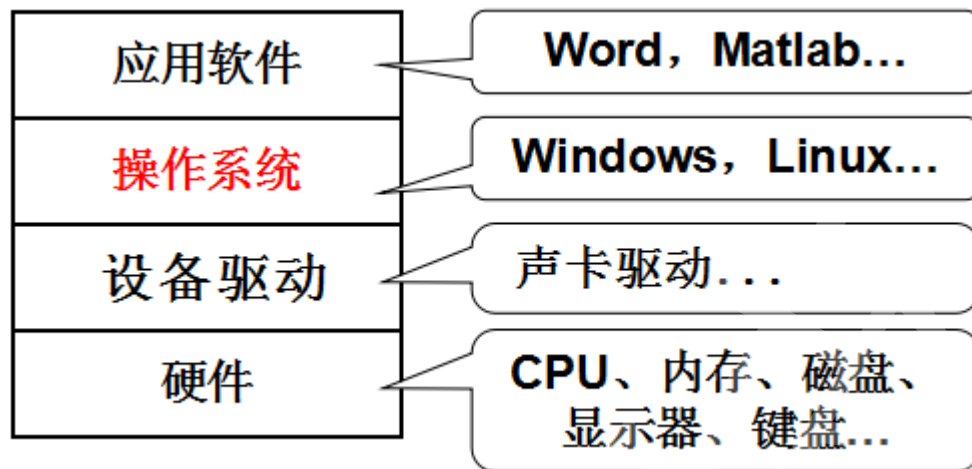 应用软件
Word，Matlab...
操作系统
Windows，Linux...
设备驱动
声卡驱动...
硬件
CPU、内存、磁盘、
显示器、键盘...